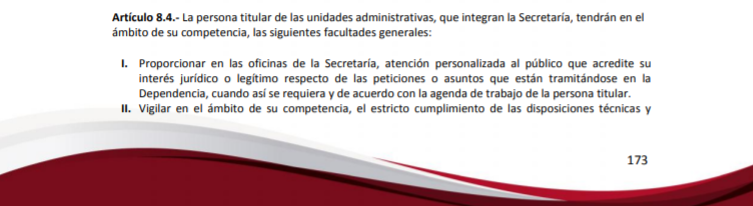 Artículo 8.4.- La persona titular de las unidades administrativas, que integran la Secretaría, tendrán en el
ámbito de su competencia, las siguientes facultades generales:
I. Proporcionar en las oficinas de la Secretaría, atención personalizada al público que acredite su
interés jurídico o legítimo respecto de las peticiones o asuntos que están tramitándose en la
Dependencia, cuando así se requiera y de acuerdo con la agenda de trabajo de la persona titular.
II. Vigilar en el ámbito de su competencia, el estricto cumplimiento de las disposiciones técnicas y
173